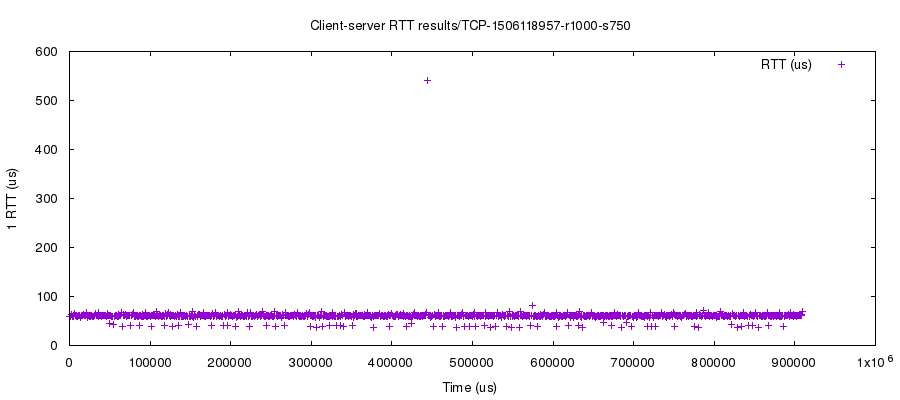 Client-server RTT results/TCP-1506118957-r1000-s750
600
500
400
300
200
100
0
1 RTT (us)
RTT (us)
0 100000 200000 300000 400000 500000 600000 700000 800000 900000 1x10^6
Time (us)